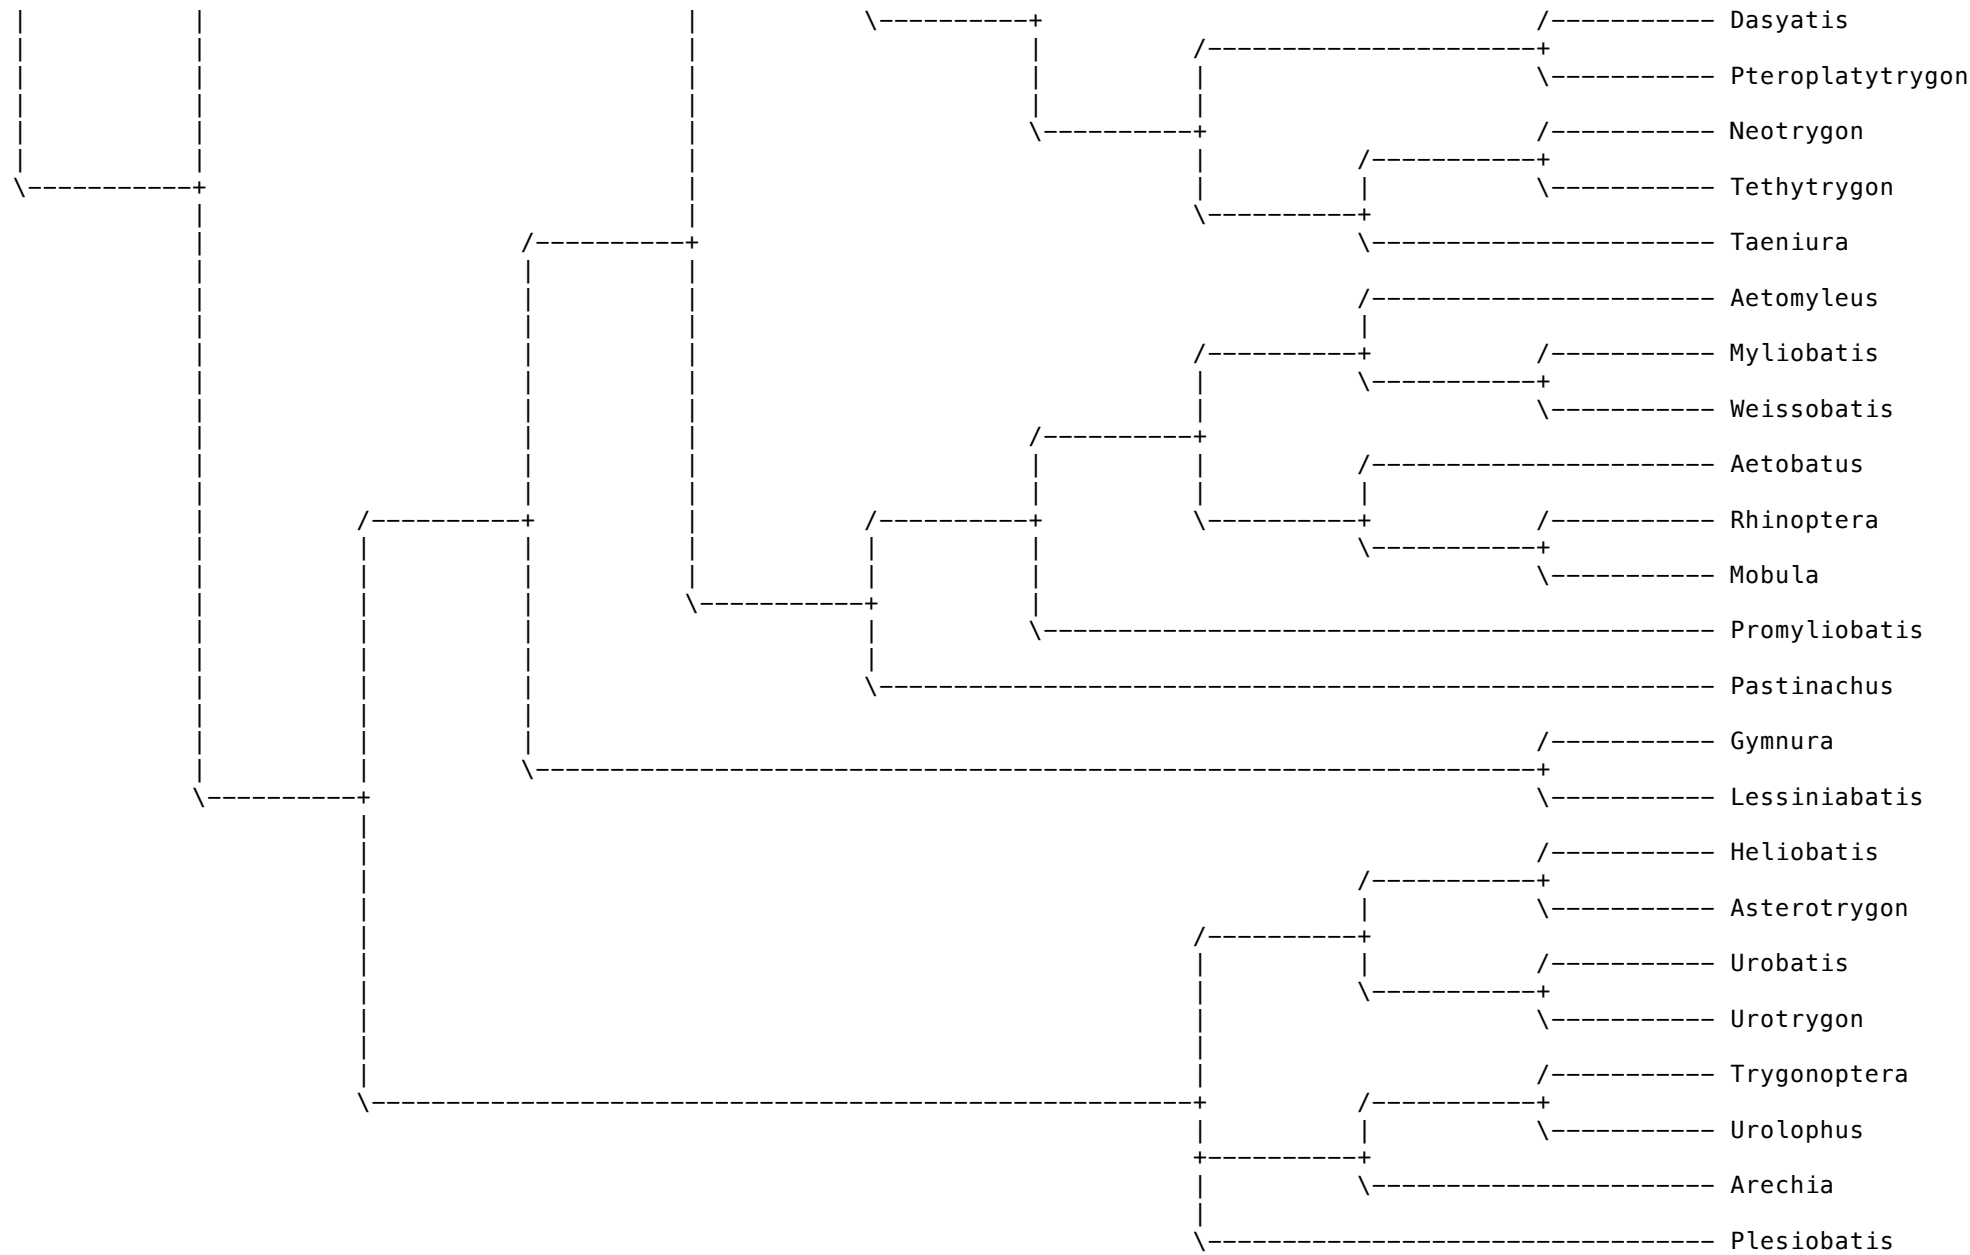 Dasyatis
Pteroplatytrygon
Neotrygon
Tethytrygon
Taeniura
Aetomyleus
Myliobatis
Weissobatis
Aetobatus
Rhinoptera
Mobula
Promyliobatis
Pastinachus
Gymnura
Lessiniabatis
Heliobatis
Asterotrygon
Urobatis
Urotrygon
Trygonoptera
Urolophus
Arechia
Plesiobatis